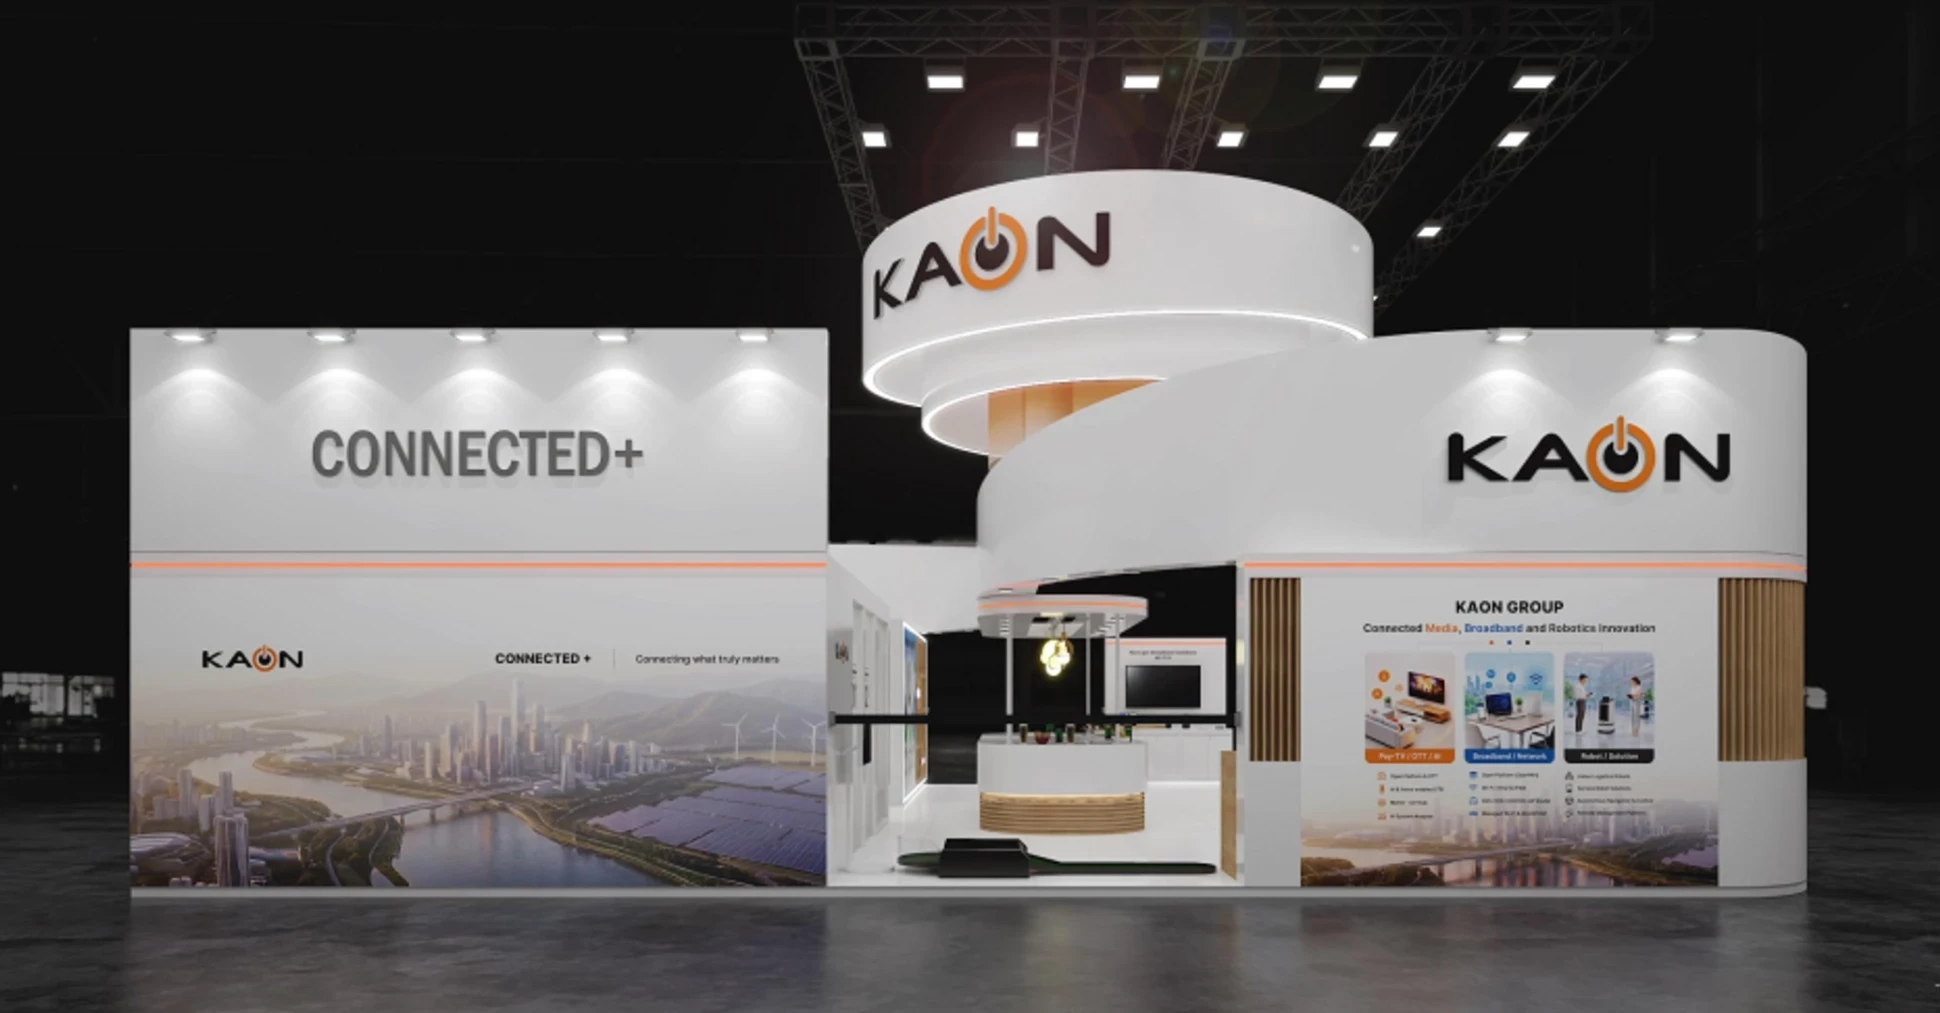 KAON
CONNECTED+
KAON
KAON
CONNECTED +
Connecting what truly matters
KAON GROUP
Connected Media, Broadband and Robotics Innovation
Pay-TV / OTT / AI
Broadband / Network
Robot / Solution